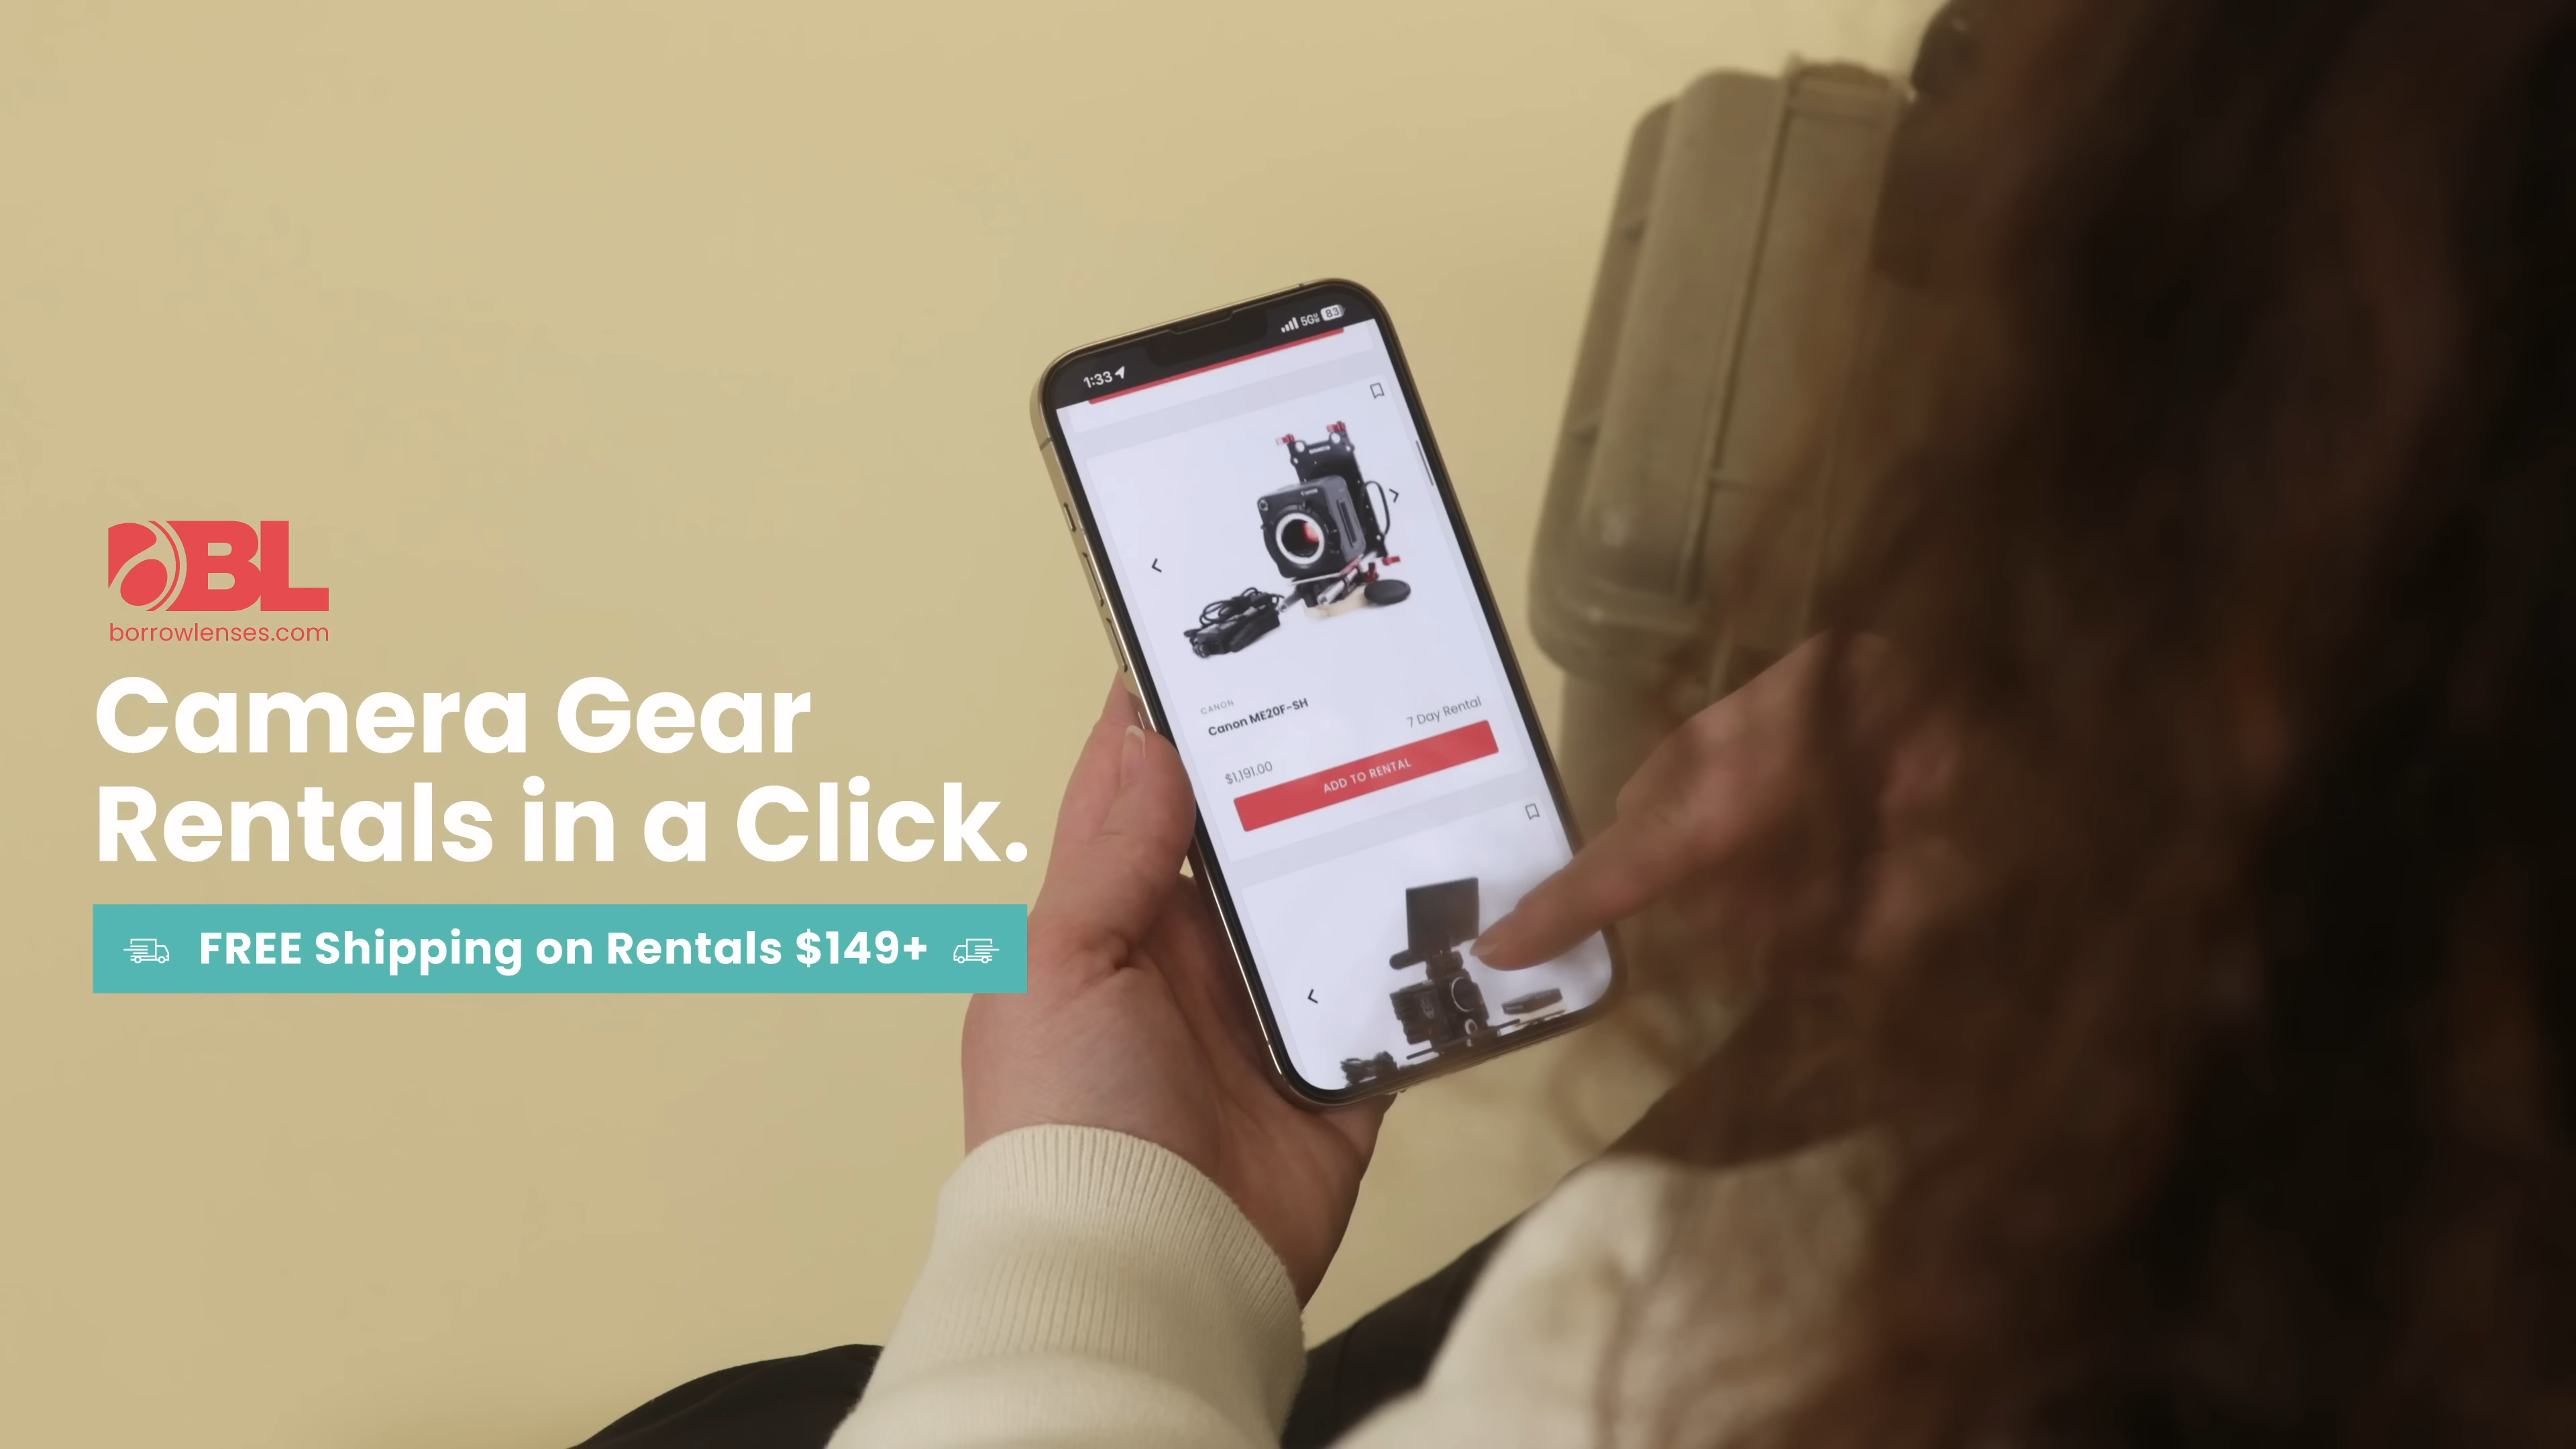 BL
borrowlenses.com
Camera Gear
Rentals in a Click.
FREE Shipping on Rentals $149+
1:33
5G
83
CANON
Canon ME20F-SH
7 Day Rental
$1,191.00
ADD TO RENTAL